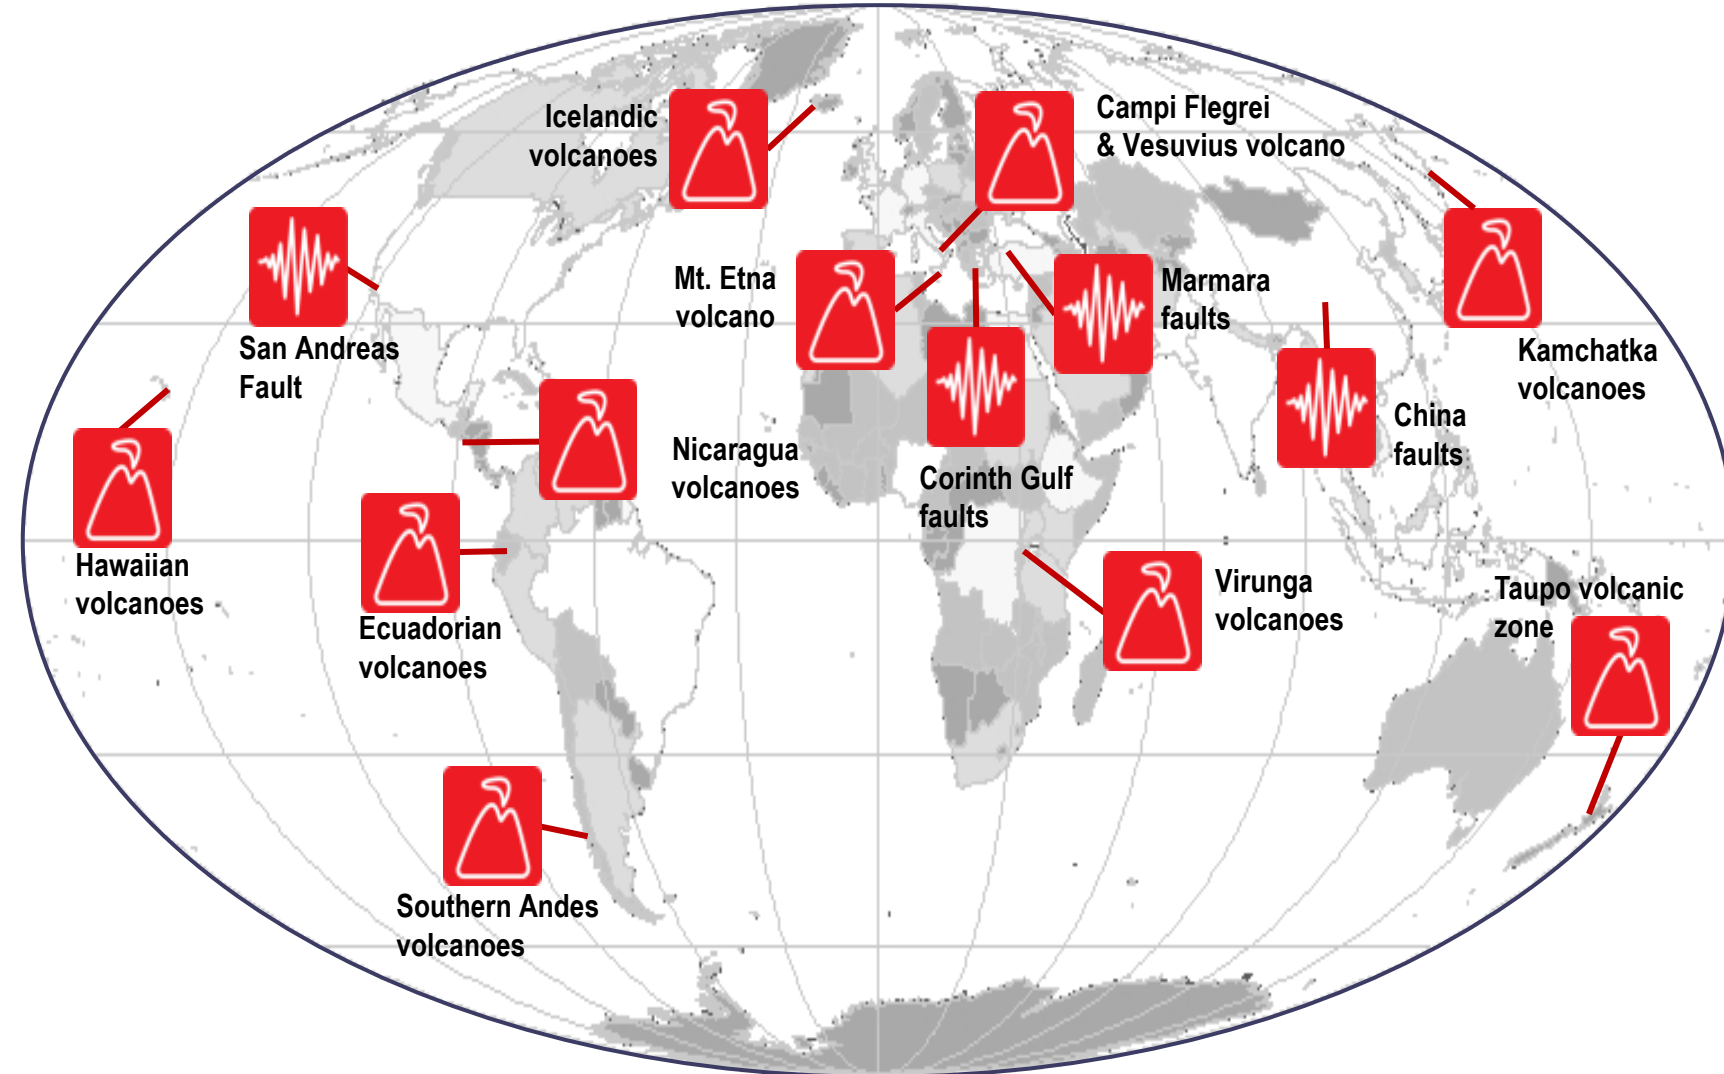 Icelandic
volcanoes
Campi Flegrei
& Vesuvius volcano
Mt. Etna
volcano
Marmara
faults
San Andreas
Fault
Kamchatka
volcanoes
China
faults
Nicaragua
volcanoes
Corinth Gulf
faults
Hawaiian
volcanoes
Ecuadorian
volcanoes
Virunga
volcanoes
Taupo volcanic
zone
Southern Andes
volcanoes